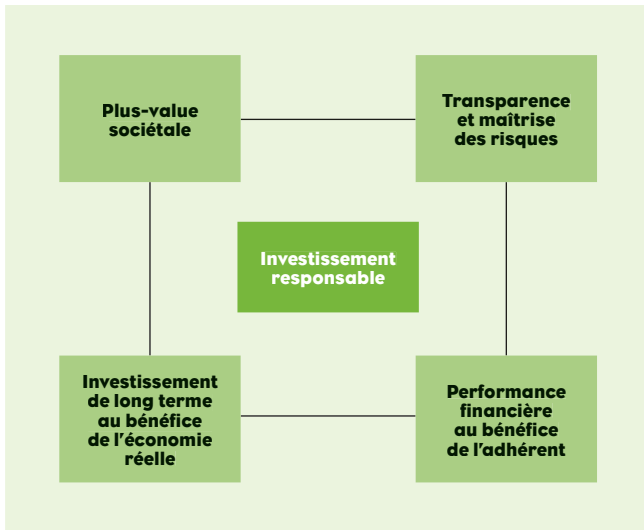 Plus-value
sociétale
Transparence
et maîtrise
des risques
Investissement
responsable
Investissement
de long terme
au bénéfice
de l'économie
réelle
Performance
financière
au bénéfice
de l'adhérent